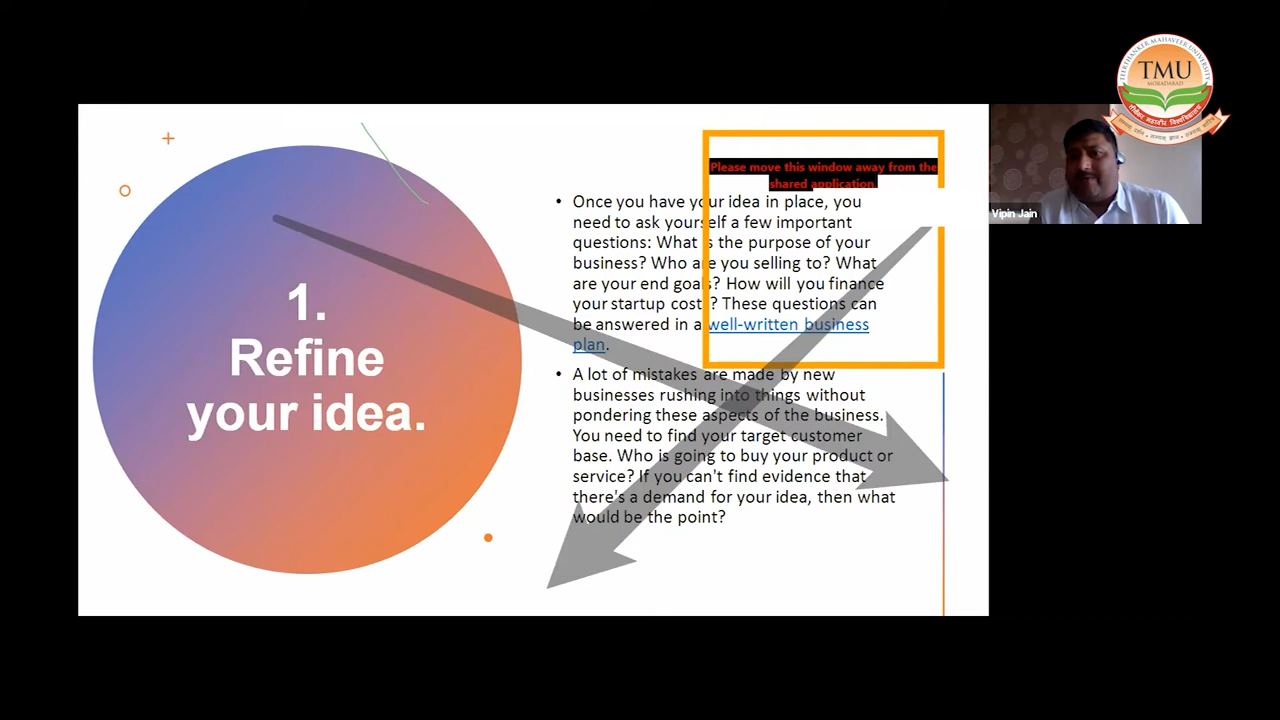 1.
Refine
your idea.
Please move this window away from the
shared application.
• Once you have your idea in place, you
need to ask yourself a few important
questions: What is the purpose of your
business? Who are you selling to? What
are your end goals? How will you finance
your startup costs? These questions can
be answered in a well-written business
plan.
• A lot of mistakes are made by new
businesses rushing into things without
pondering these aspects of the business.
You need to find your target customer
base. Who is going to buy your product or
service? If you can't find evidence that
there's a demand for your idea, then what
would be the point?
TEERTHANKER MAHAVEER UNIVERSITY
TMU
MORADABAD
Vipin Jain